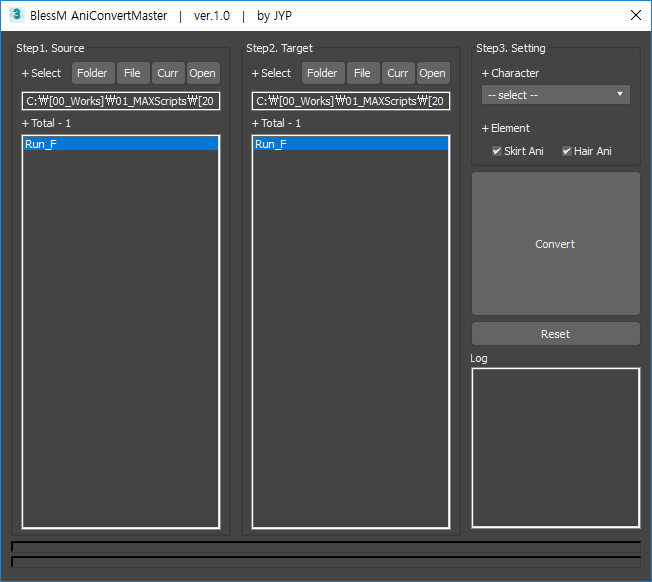 BlessM AniConvertMaster | ver.1.0 | by JYP
Step1. Source
+ Select Folder File Curr Open
C:₩[00_Works]₩01_MAXScripts₩[20
+ Total - 1
Run_F
Step2. Target
+ Select Folder File Curr Open
C:₩[00_Works]₩01_MAXScripts₩[20
+ Total - 1
Run_F
Step3. Setting
+ Character
-- select --
+ Element
Skirt Ani Hair Ani
Convert
Reset
Log